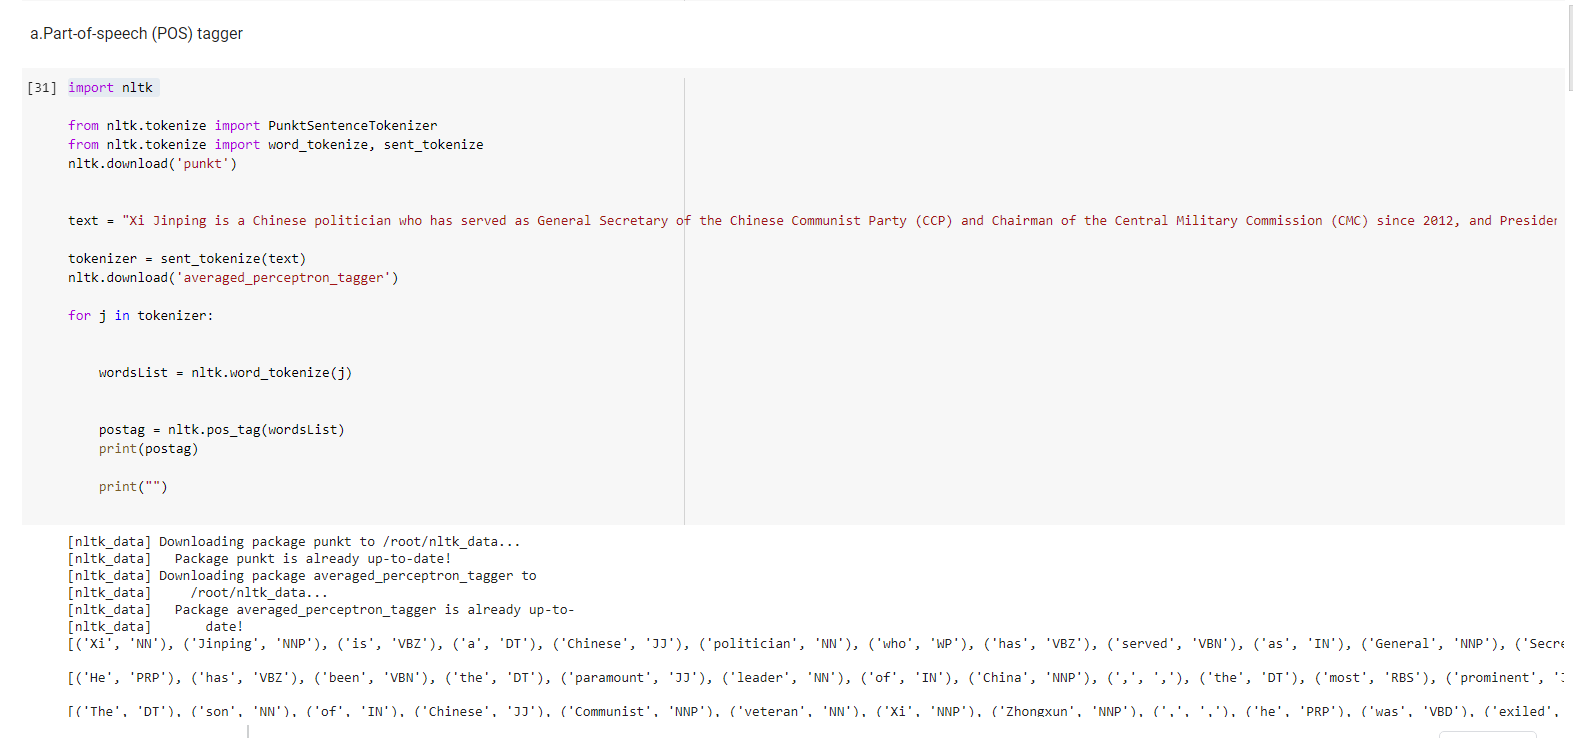 a.Part-of-speech (POS) tagger
[31] import nltk
from nltk.tokenize import PunktSentenceTokenizer
from nltk.tokenize import word_tokenize, sent_tokenize
nltk.download('punkt')
text = "Xi Jinping is a Chinese politician who has served as General Secretary of the Chinese Communist Party (CCP) and Chairman of the Central Military Commission (CMC) since 2012, and Presider
tokenizer = sent_tokenize(text)
nltk.download('averaged_perceptron_tagger')
for j in tokenizer:
wordsList = nltk.word_tokenize(j)
postag = nltk.pos_tag(wordsList)
print(postag)
print("")
[nltk_data] Downloading package punkt to /root/nltk_data...
[nltk_data]   Package punkt is already up-to-date!
[nltk_data] Downloading package averaged_perceptron_tagger to
[nltk_data]     /root/nltk_data...
[nltk_data]   Package averaged_perceptron_tagger is already up-to-
[nltk_data]       date!
[('Xi', 'NN'), ('Jinping', 'NNP'), ('is', 'VBZ'), ('a', 'DT'), ('Chinese', 'JJ'), ('politician', 'NN'), ('who', 'WP'), ('has', 'VBZ'), ('served', 'VBN'), ('as', 'IN'), ('General', 'NNP'), ('Secre
[('He', 'PRP'), ('has', 'VBZ'), ('been', 'VBN'), ('the', 'DT'), ('paramount', 'JJ'), ('leader', 'NN'), ('of', 'IN'), ('China', 'NNP'), (',', ','), ('the', 'DT'), ('most', 'RBS'), ('prominent', '
[('The', 'DT'), ('son', 'NN'), ('of', 'IN'), ('Chinese', 'JJ'), ('Communist', 'NNP'), ('veteran', 'NN'), ('Xi', 'NNP'), ('Zhongxun', 'NNP'), (',', ','), ('he', 'PRP'), ('was', 'VBD'), ('exiled',